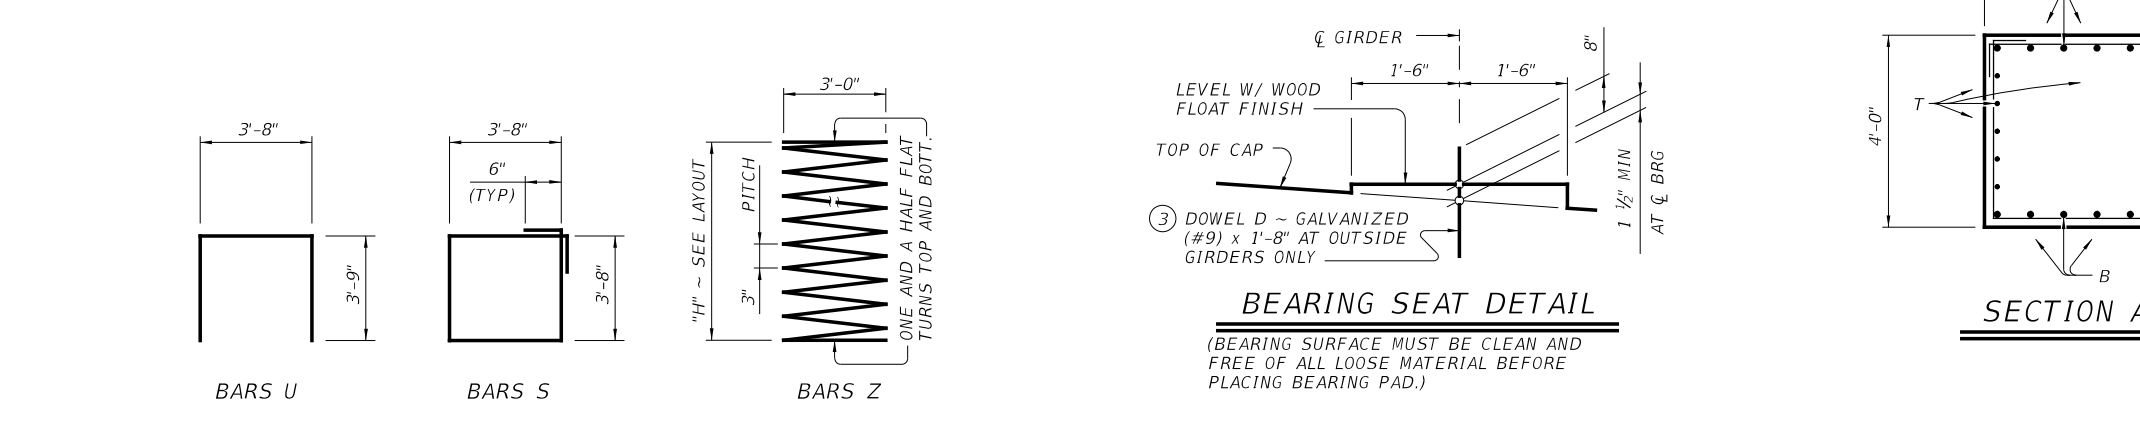 3'-8"
3'-9"
BARS U
3'-8"
6"
(TYP)
3'-8"
BARS S
3'-0"
"H" ~ SEE LAYOUT
PITCH
3"
ONE AND A HALF FLAT
TURNS TOP AND BOTT.
BARS Z
℄ GIRDER
1'-6"
1'-6"
8"
LEVEL W/ WOOD
FLOAT FINISH
TOP OF CAP
1 ½" MIN
AT ℄ BRG
3 DOWEL D ~ GALVANIZED
(#9) x 1'-8" AT OUTSIDE
GIRDERS ONLY
BEARING SEAT DETAIL
(BEARING SURFACE MUST BE CLEAN AND
FREE OF ALL LOOSE MATERIAL BEFORE
PLACING BEARING PAD.)
4'-0"
T
B
SECTION A